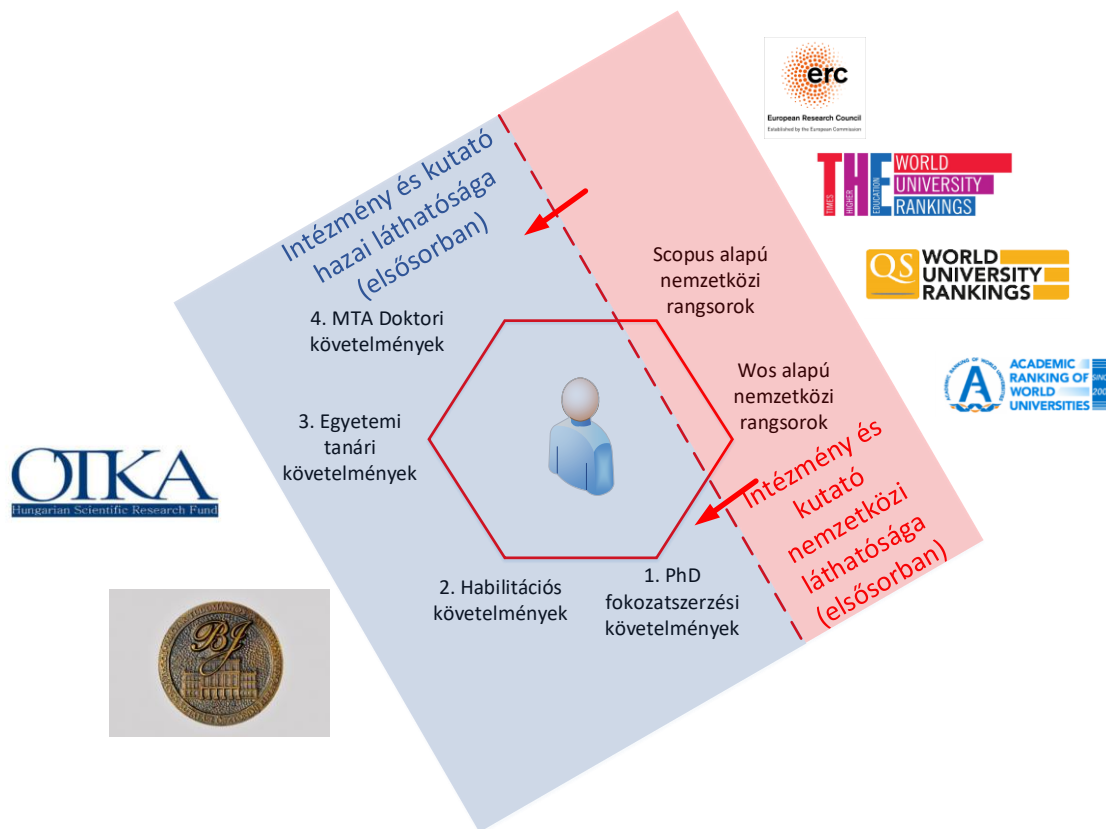 erc
European Research Council
Established by the European Commission
THE
TIMES
HIGHER
EDUCATION
WORLD
UNIVERSITY
RANKINGS
Intézmény és kutató
hazai láthatósága
(elsősorban)
Scopus alapú
nemzetközi
rangsorok
QS
WORLD
UNIVERSITY
RANKINGS
4. MTA Doktori
követelmények
Wos alapú
nemzetközi
rangsorok
ACADEMIC
RANKING OF
WORLD
UNIVERSITIES
3. Egyetemi
tanári
követelmények
OTKA
Hungarian Scientific Research Fund
Intézmény és
kutató
nemzetközi
láthatósága
(elsősorban)
2. Habilitációs
követelmények
1. PhD
fokozatszerzési
követelmények
BJ